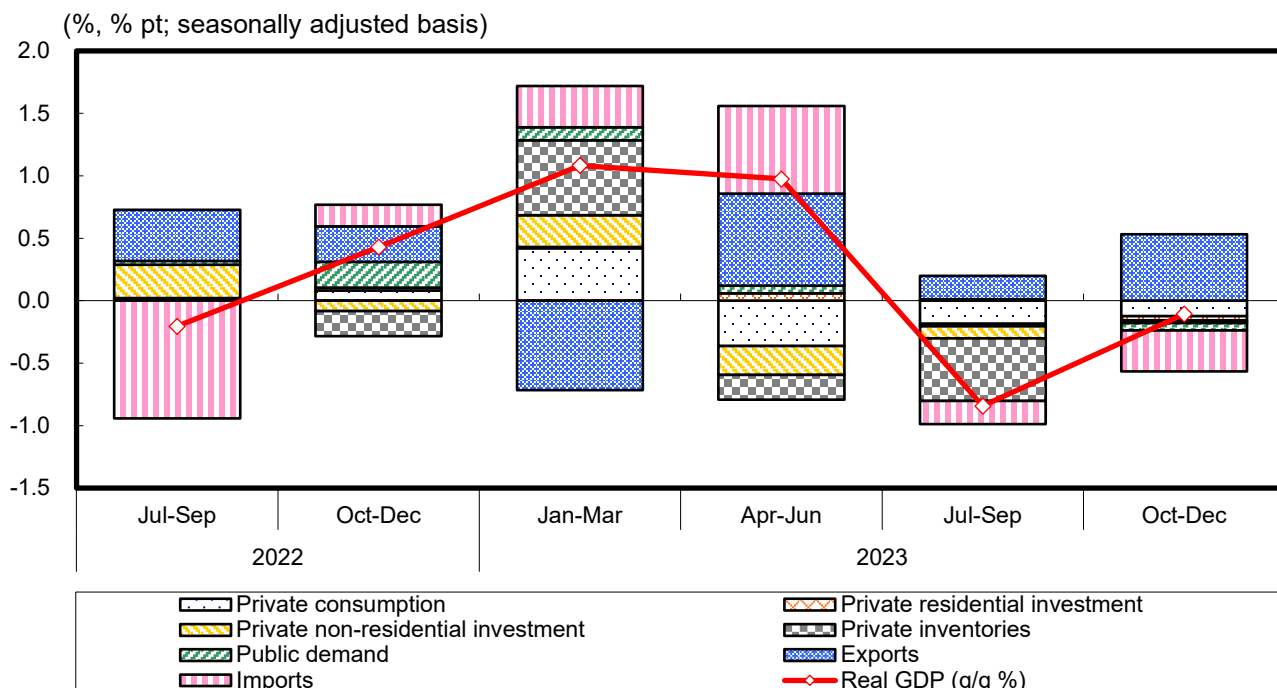 (%, % pt; seasonally adjusted basis)
2.0
1.5
1.0
0.5
0.0
-0.5
-1.0
-1.5
Jul-Sep Oct-Dec Jan-Mar Apr-Jun Jul-Sep Oct-Dec
2022 2023
Private consumption Private residential investment
Private non-residential investment Private inventories
Public demand Exports
Imports Real GDP (q/q %)